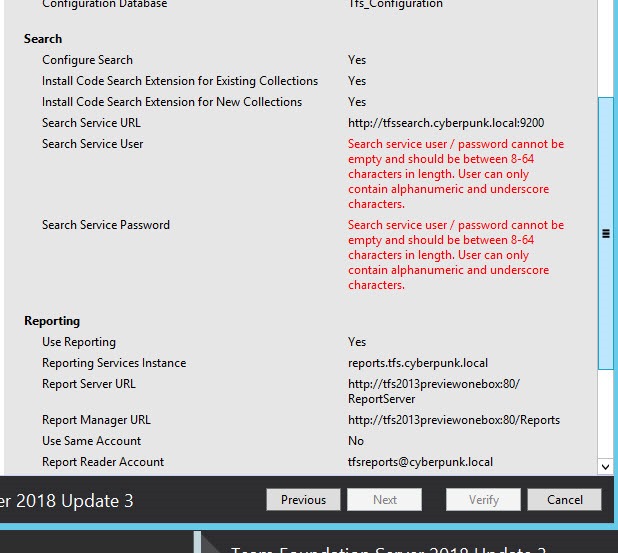 Configuration Database Tfs_Configuration
Search
Configure Search Yes
Install Code Search Extension for Existing Collections Yes
Install Code Search Extension for New Collections Yes
Search Service URL http://tfssearch.cyberpunk.local:9200
Search Service User Search service user / password cannot be
empty and should be between 8-64
characters in length. User can only
contain alphanumeric and underscore
characters.
Search Service Password Search service user / password cannot be
empty and should be between 8-64
characters in length. User can only
contain alphanumeric and underscore
characters.
Reporting
Use Reporting Yes
Reporting Services Instance reports.tfs.cyberpunk.local
Report Server URL http://tfs2013previewonebox:80/
ReportServer
Report Manager URL http://tfs2013previewonebox:80/Reports
Use Same Account No
Report Reader Account tfsreports@cyberpunk.local
er 2018 Update 3 Previous Next Verify Cancel
Team Foundation Server 2018 Update 3